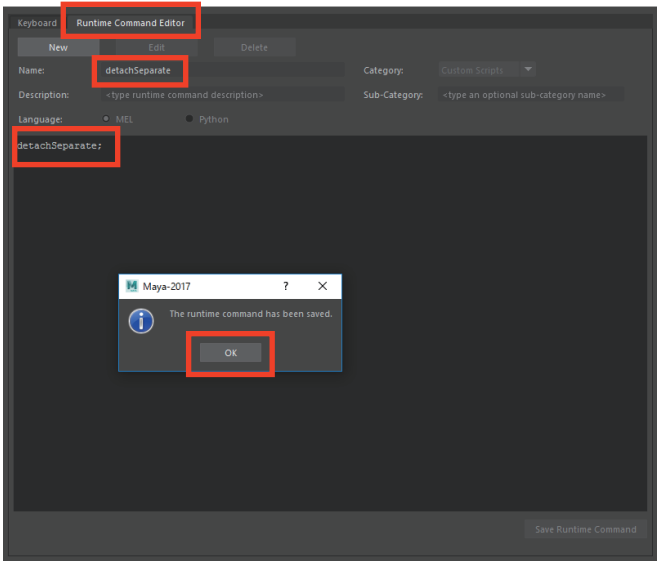 Keyboard Runtime Command Editor
New Edit Delete
Name: detachSeparate Category: Custom Scripts
Description: <type runtime command description> Sub-Category: <type an optional sub-category name>
Language: MEL Python
detachSeparate;
Maya-2017 ? X
The runtime command has been saved.
OK
Save Runtime Command